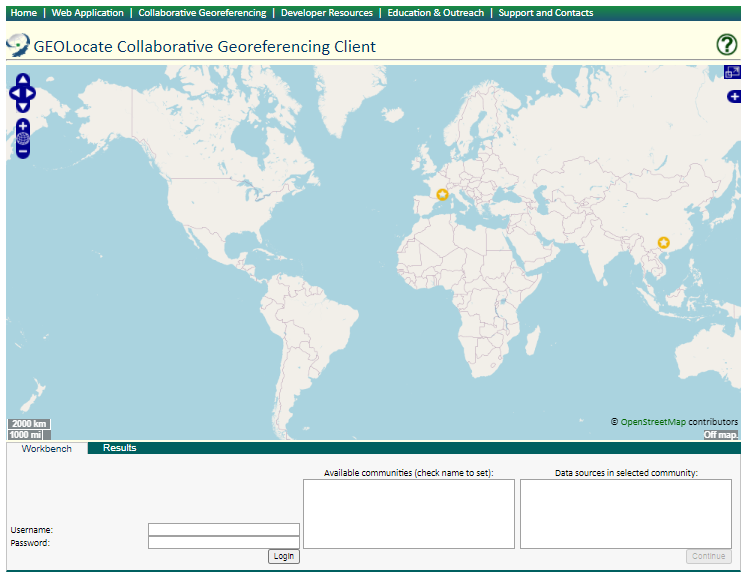 Home | Web Application | Collaborative Georeferencing | Developer Resources | Education & Outreach | Support and Contacts
GEOLocate Collaborative Georeferencing Client
© OpenStreetMap contributors
2000 km
1000 mi
Off map.
Workbench Results
Available communities (check name to set): Data sources in selected community:
Username:
Password:
Login Continue